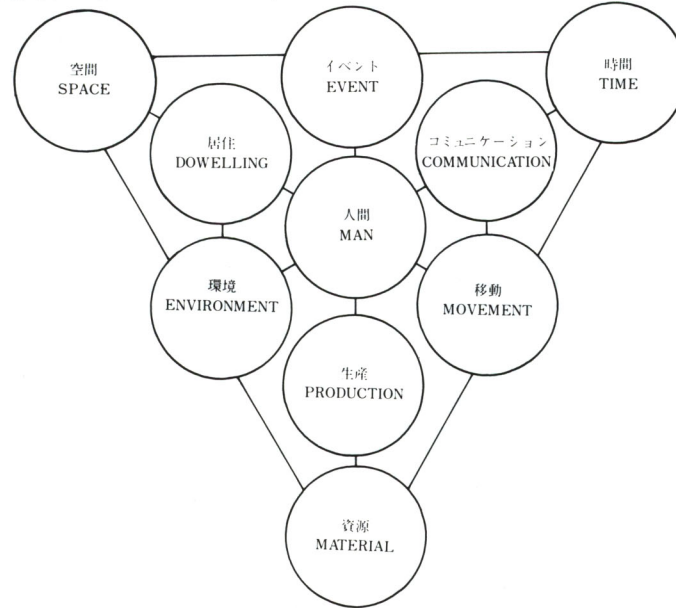 空間
SPACE
イベント
EVENT
時間
TIME
居住
DOWELLING
コミュニケーション
COMMUNICATION
人間
MAN
環境
ENVIRONMENT
移動
MOVEMENT
生産
PRODUCTION
資源
MATERIAL